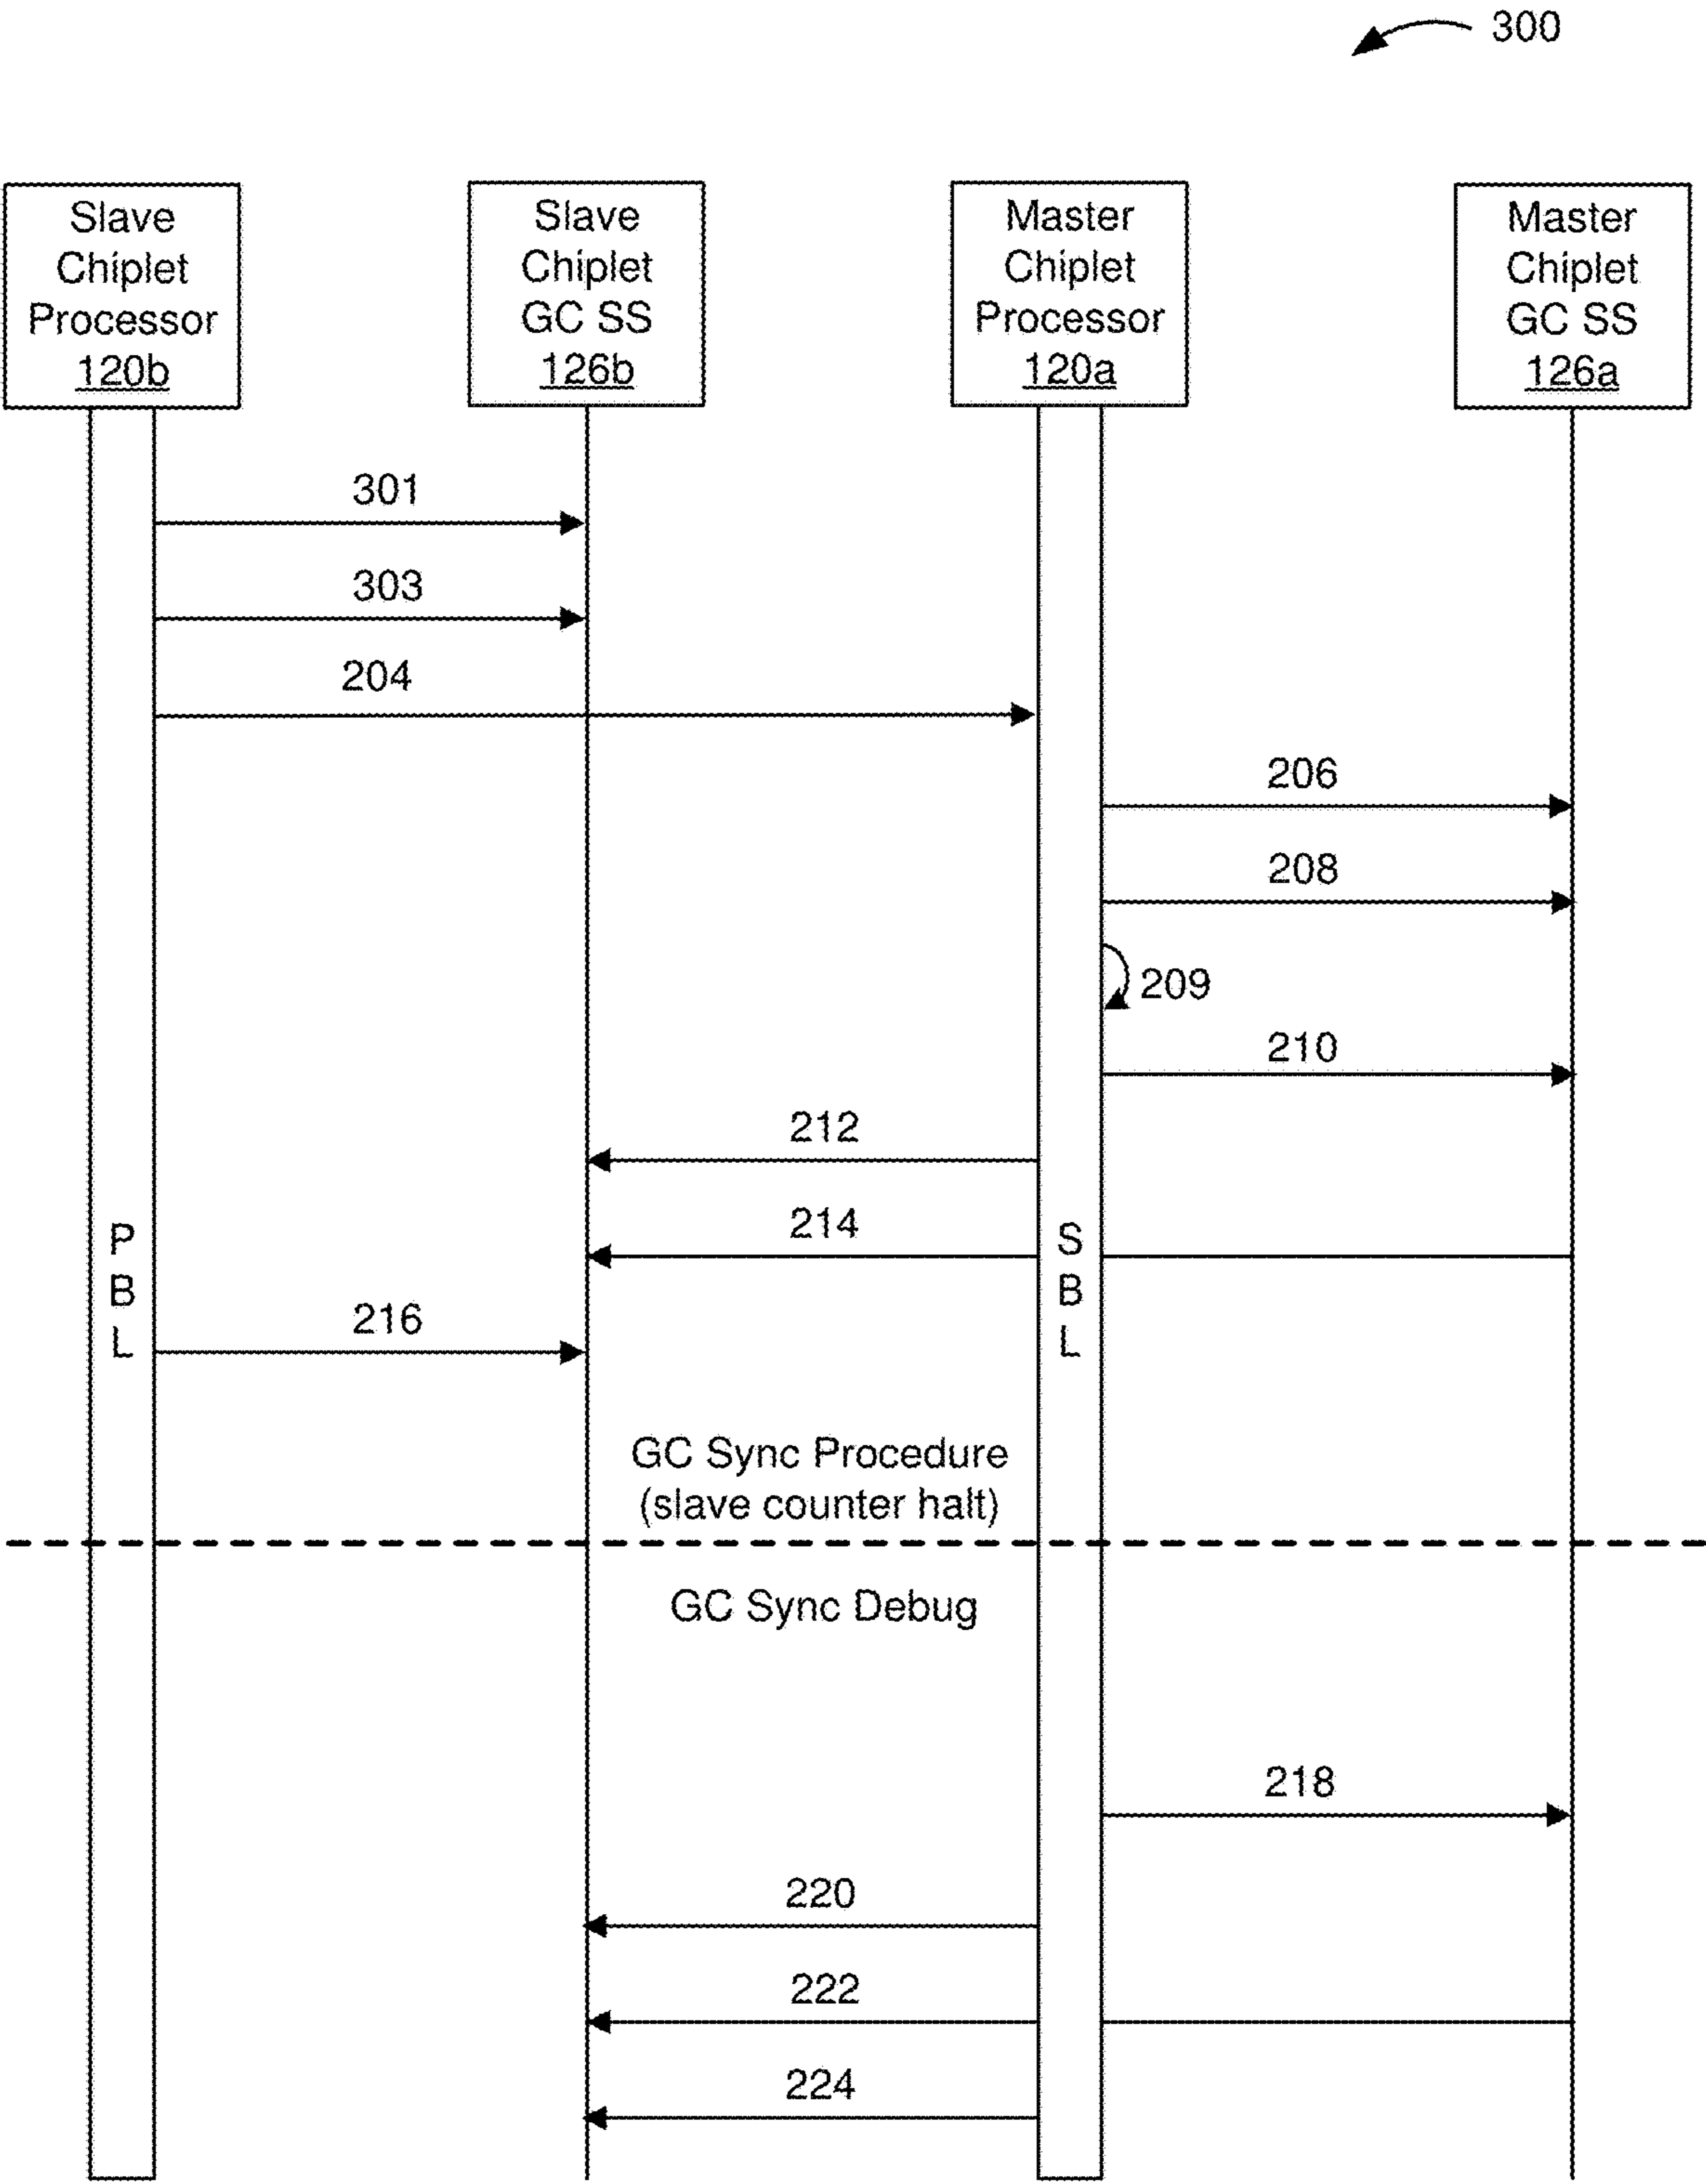 300
Slave
Chiplet
Processor
120b
Slave
Chiplet
GC SS
126b
Master
Chiplet
Processor
120a
Master
Chiplet
GC SS
126a
301
303
204
206
208
209
210
212
214
216
P
B
L
S
B
L
GC Sync Procedure
(slave counter halt)
GC Sync Debug
218
220
222
224